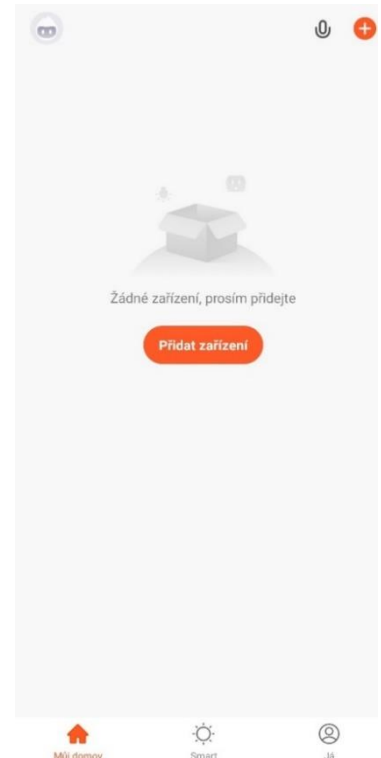 Žádné zařízení, prosím přidejte
Přidat zařízení
Můj domov
Smart
Já